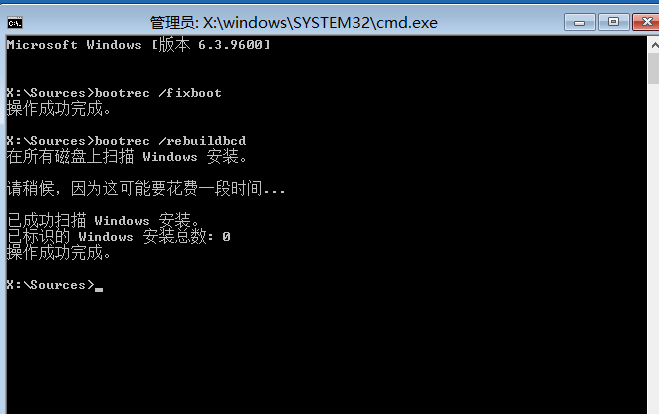 管理员: X:\windows\SYSTEM32\cmd.exe
Microsoft Windows [版本 6.3.9600]
X:\Sources>bootrec /fixboot
操作成功完成。
X:\Sources>bootrec /rebuildbcd
在所有磁盘上扫描 Windows 安装。
请稍候，因为这可能要花费一段时间...
已成功扫描 Windows 安装。
已标识的 Windows 安装总数: 0
操作成功完成。
X:\Sources>